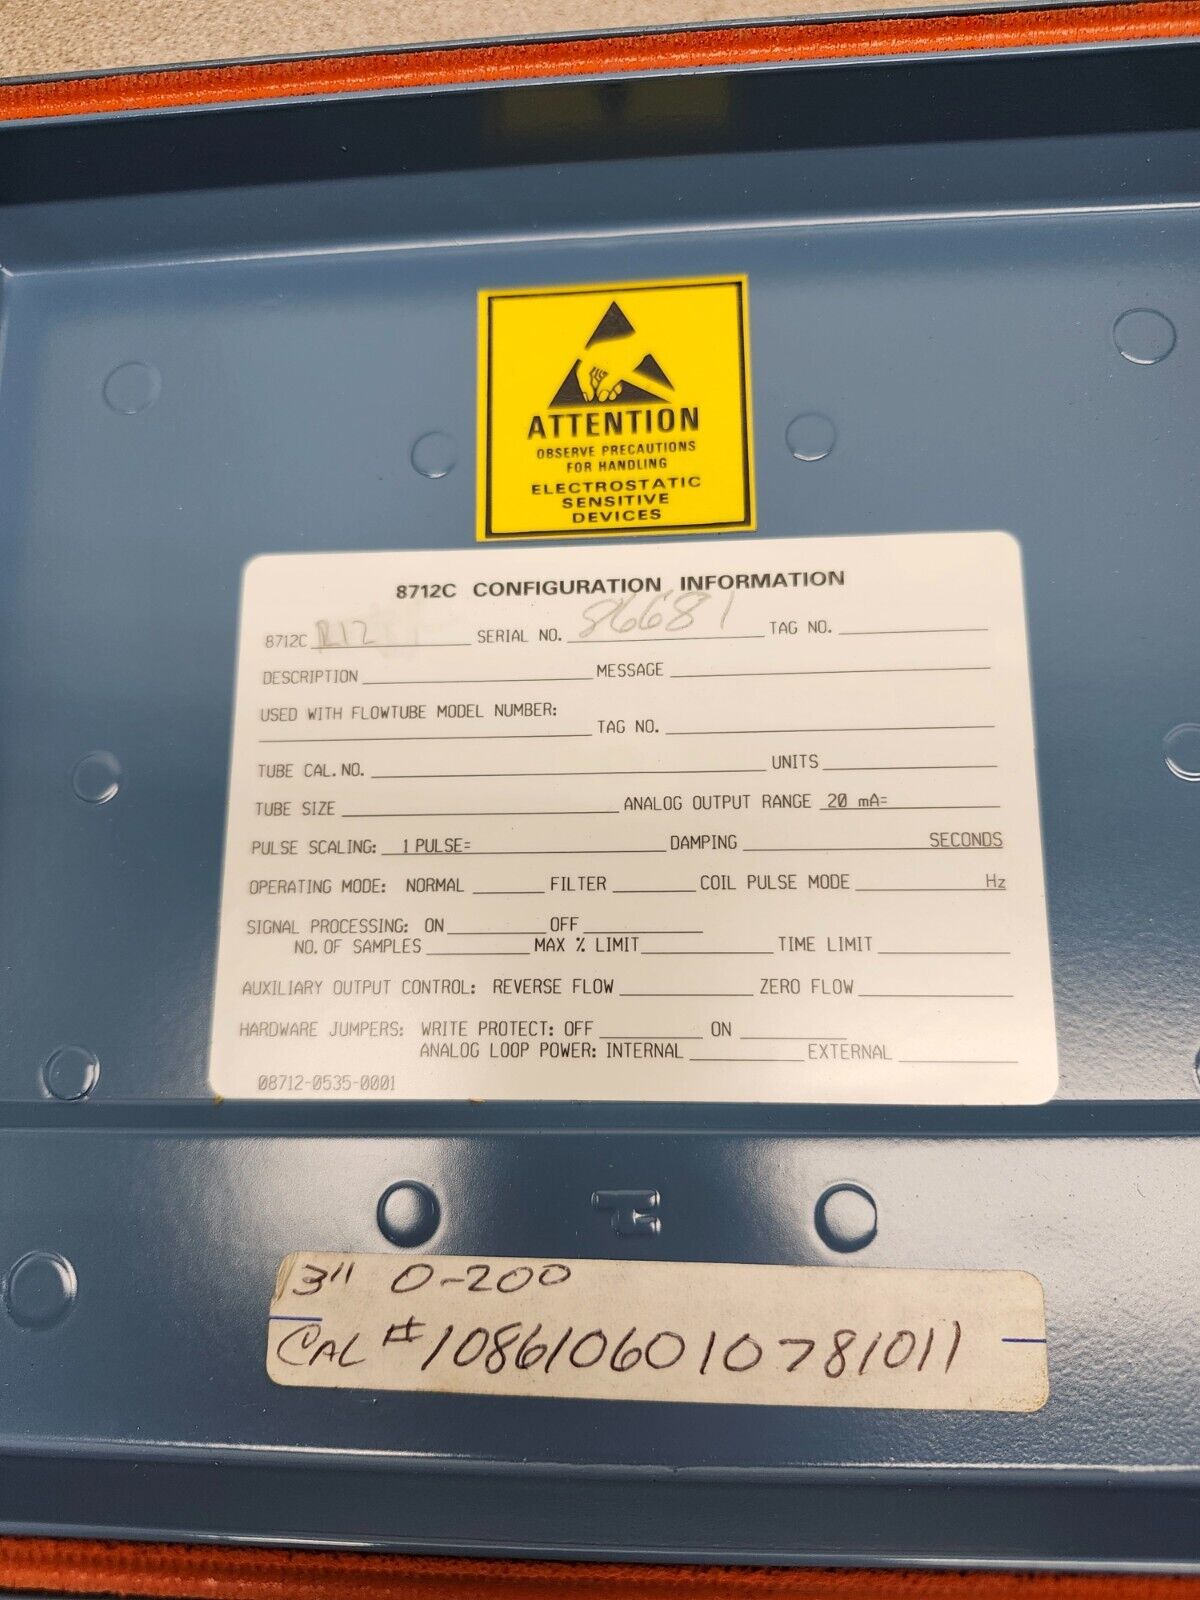 ATTENTION
OBSERVE PRECAUTIONS
FOR HANDLING
ELECTROSTATIC
SENSITIVE
DEVICES
8712C CONFIGURATION INFORMATION
8712C R12 SERIAL NO. 86681 TAG NO.
DESCRIPTION MESSAGE
USED WITH FLOWTUBE MODEL NUMBER:
TAG NO.
TUBE CAL. NO. UNITS
TUBE SIZE ANALOG OUTPUT RANGE 20 mA=
PULSE SCALING: 1 PULSE= DAMPING SECONDS
OPERATING MODE: NORMAL FILTER COIL PULSE MODE Hz
SIGNAL PROCESSING: ON OFF
NO. OF SAMPLES MAX % LIMIT TIME LIMIT
AUXILIARY OUTPUT CONTROL: REVERSE FLOW ZERO FLOW
HARDWARE JUMPERS: WRITE PROTECT: OFF ON
ANALOG LOOP POWER: INTERNAL EXTERNAL
08712-0535-0001
3" 0-200
CAL #1086106010781011